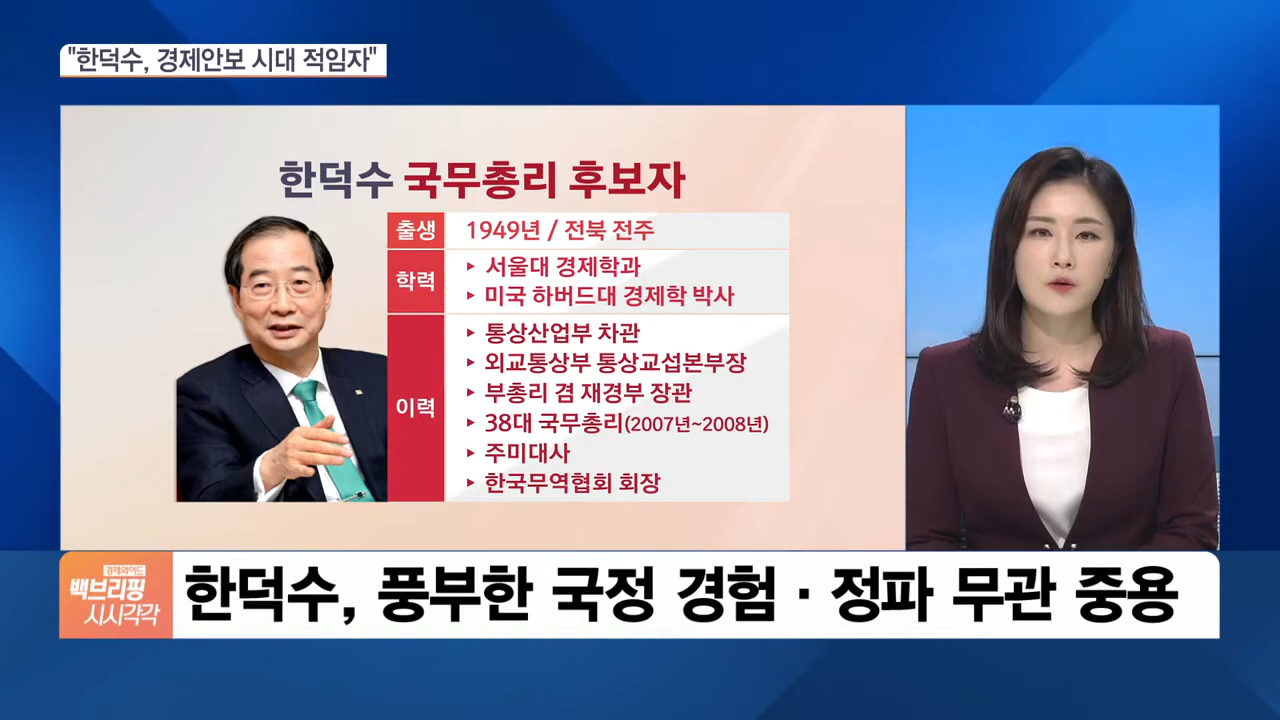 "한덕수, 경제안보 시대 적임자"
한덕수 국무총리 후보자
출생 1949년 / 전북 전주
학력
▸ 서울대 경제학과
▸ 미국 하버드대 경제학 박사
이력
▸ 통상산업부 차관
▸ 외교통상부 통상교섭본부장
▸ 부총리 겸 재경부 장관
▸ 38대 국무총리(2007년~2008년)
▸ 주미대사
▸ 한국무역협회 회장
경제와이드
백브리핑
시시각각
한덕수, 풍부한 국정 경험 · 정파 무관 중용